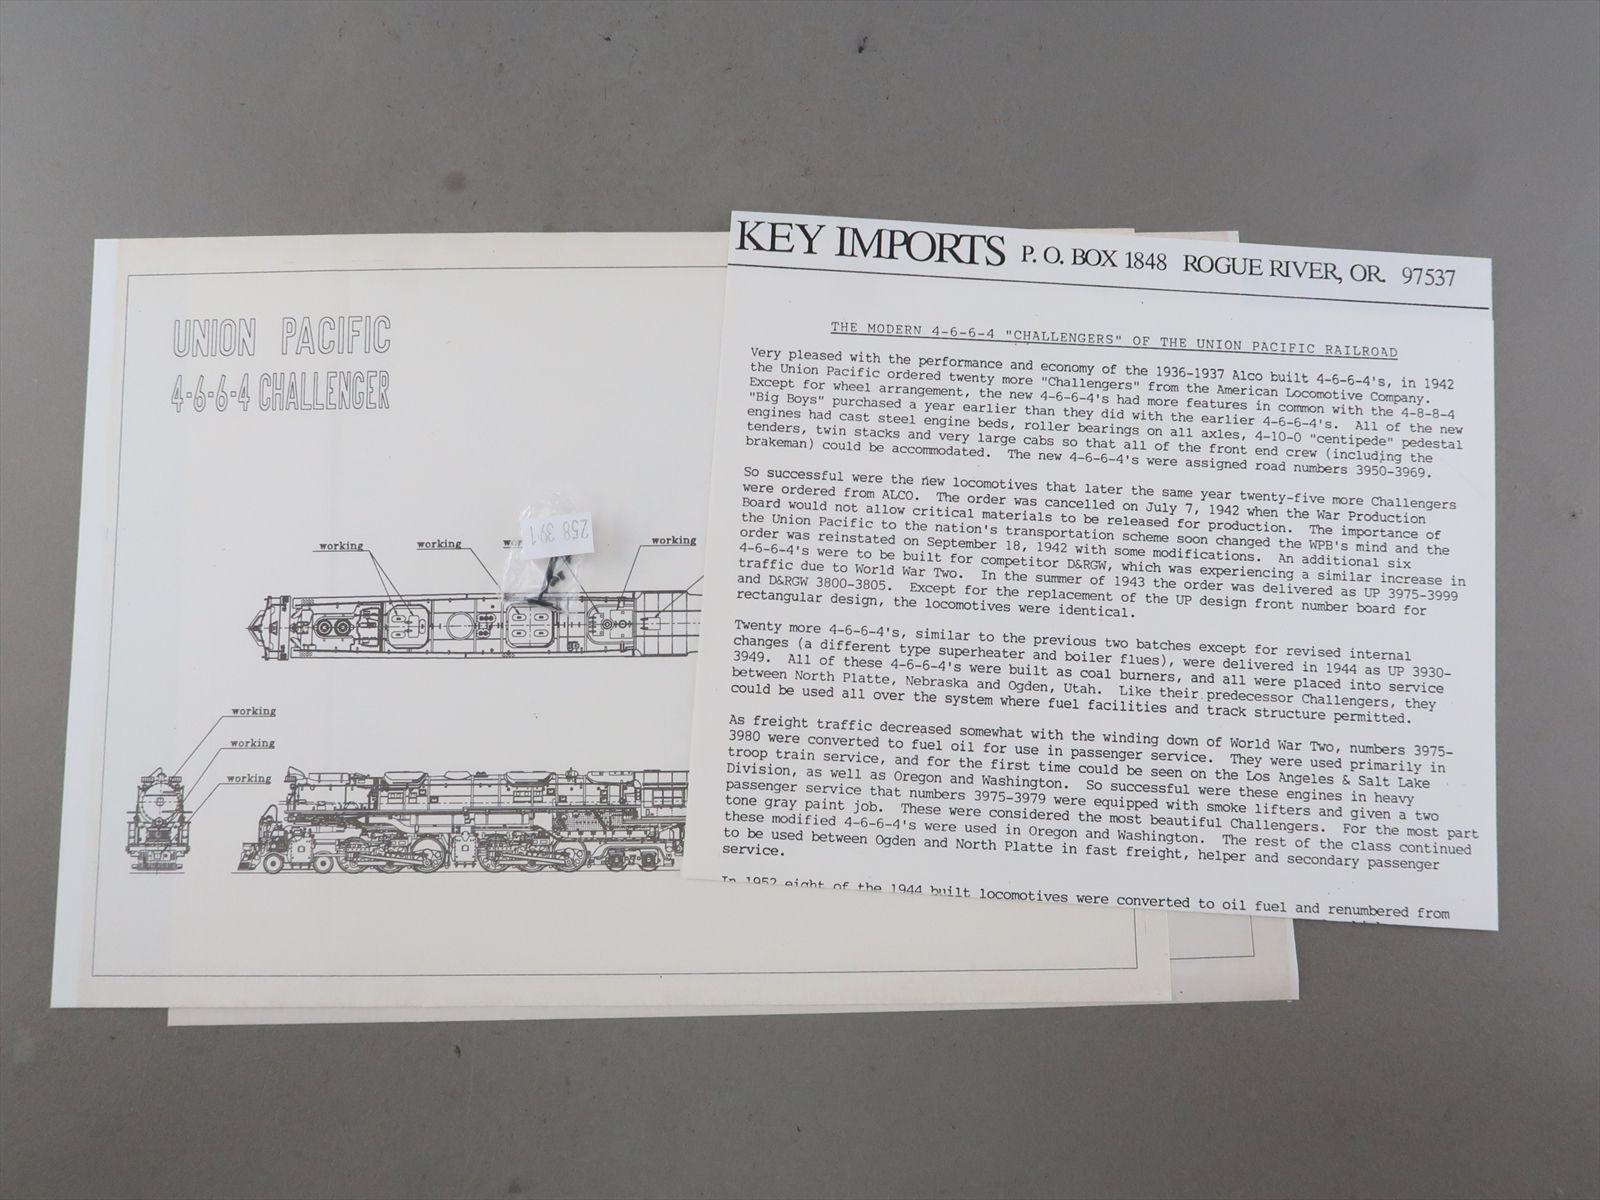 UNION PACIFIC
4-6-6-4 CHALLENGER
working
working
working
working
working
working
258 391
KEY IMPORTS P. O. BOX 1848 ROGUE RIVER, OR. 97537
THE MODERN 4-6-6-4 "CHALLENGERS" OF THE UNION PACIFIC RAILROAD
Very pleased with the performance and economy of the 1936-1937 Alco built 4-6-6-4's, in 1942
the Union Pacific ordered twenty more "Challengers" from the American Locomotive Company.
Except for wheel arrangement, the new 4-6-6-4's had more features in common with the 4-8-8-4
"Big Boys" purchased a year earlier than they did with the earlier 4-6-6-4's. All of the new
engines had cast steel engine beds, roller bearings on all axles, 4-10-0 "centipede" pedestal
tenders, twin stacks and very large cabs so that all of the front end crew (including the
brakeman) could be accommodated. The new 4-6-6-4's were assigned road numbers 3950-3969.
So successful were the new locomotives that later the same year twenty-five more Challengers
were ordered from ALCO. The order was cancelled on July 7, 1942 when the War Production
Board would not allow critical materials to be released for production. The importance of
the Union Pacific to the nation's transportation scheme soon changed the WPB's mind and the
order was reinstated on September 18, 1942 with some modifications. An additional six
4-6-6-4's were to be built for competitor D&RGW, which was experiencing a similar increase in
traffic due to World War Two. In the summer of 1943 the order was delivered as UP 3975-3999
and D&RGW 3800-3805. Except for the replacement of the UP design front number board for
rectangular design, the locomotives were identical.
Twenty more 4-6-6-4's, similar to the previous two batches except for revised internal
changes (a different type superheater and boiler flues), were delivered in 1944 as UP 3930-
3949. All of these 4-6-6-4's were built as coal burners, and all were placed into service
between North Platte, Nebraska and Ogden, Utah. Like their predecessor Challengers, they
could be used all over the system where fuel facilities and track structure permitted.
As freight traffic decreased somewhat with the winding down of World War Two, numbers 3975-
3980 were converted to fuel oil for use in passenger service. They were used primarily in
troop train service, and for the first time could be seen on the Los Angeles & Salt Lake
Division, as well as Oregon and Washington. So successful were these engines in heavy
passenger service that numbers 3975-3979 were equipped with smoke lifters and given a two
tone gray paint job. These were considered the most beautiful Challengers. For the most part
these modified 4-6-6-4's were used in Oregon and Washington. The rest of the class continued
to be used between Ogden and North Platte in fast freight, helper and secondary passenger
service.
In 1952 eight of the 1944 built locomotives were converted to oil fuel and renumbered from